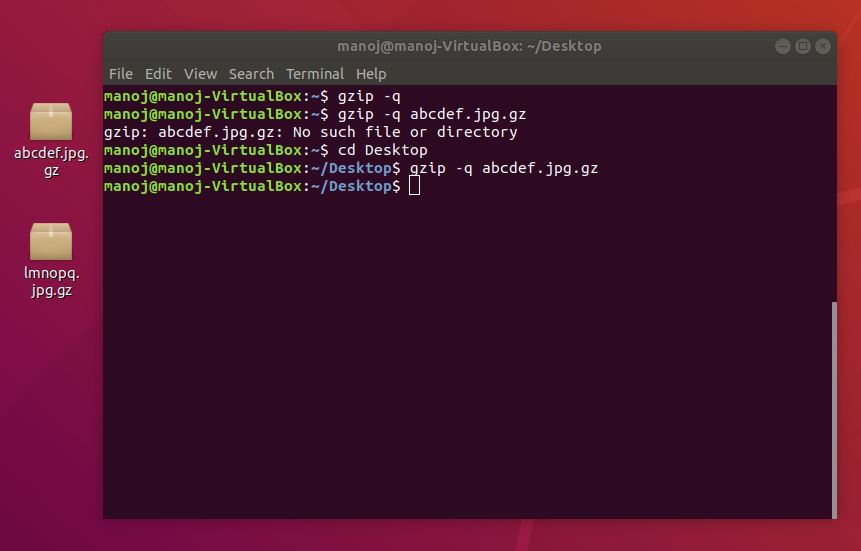 manoj@manoj-VirtualBox: ~/Desktop
File Edit View Search Terminal Help
manoj@manoj-VirtualBox:~$ gzip -q
manoj@manoj-VirtualBox:~$ gzip -q abcdef.jpg.gz
gzip: abcdef.jpg.gz: No such file or directory
manoj@manoj-VirtualBox:~$ cd Desktop
manoj@manoj-VirtualBox:~/Desktop$ gzip -q abcdef.jpg.gz
manoj@manoj-VirtualBox:~/Desktop$
abcdef.jpg.
gz
lmnopq.
jpg.gz